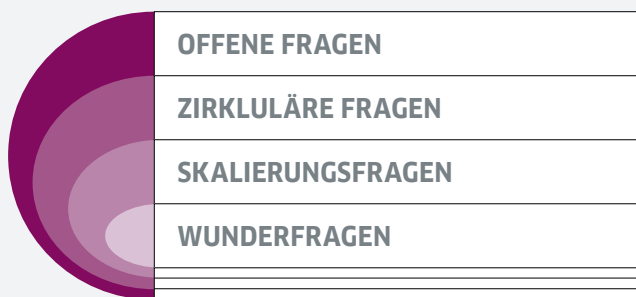 OFFENE FRAGEN
ZIRKLULÄRE FRAGEN
SKALIERUNGSFRAGEN
WUNDERFRAGEN